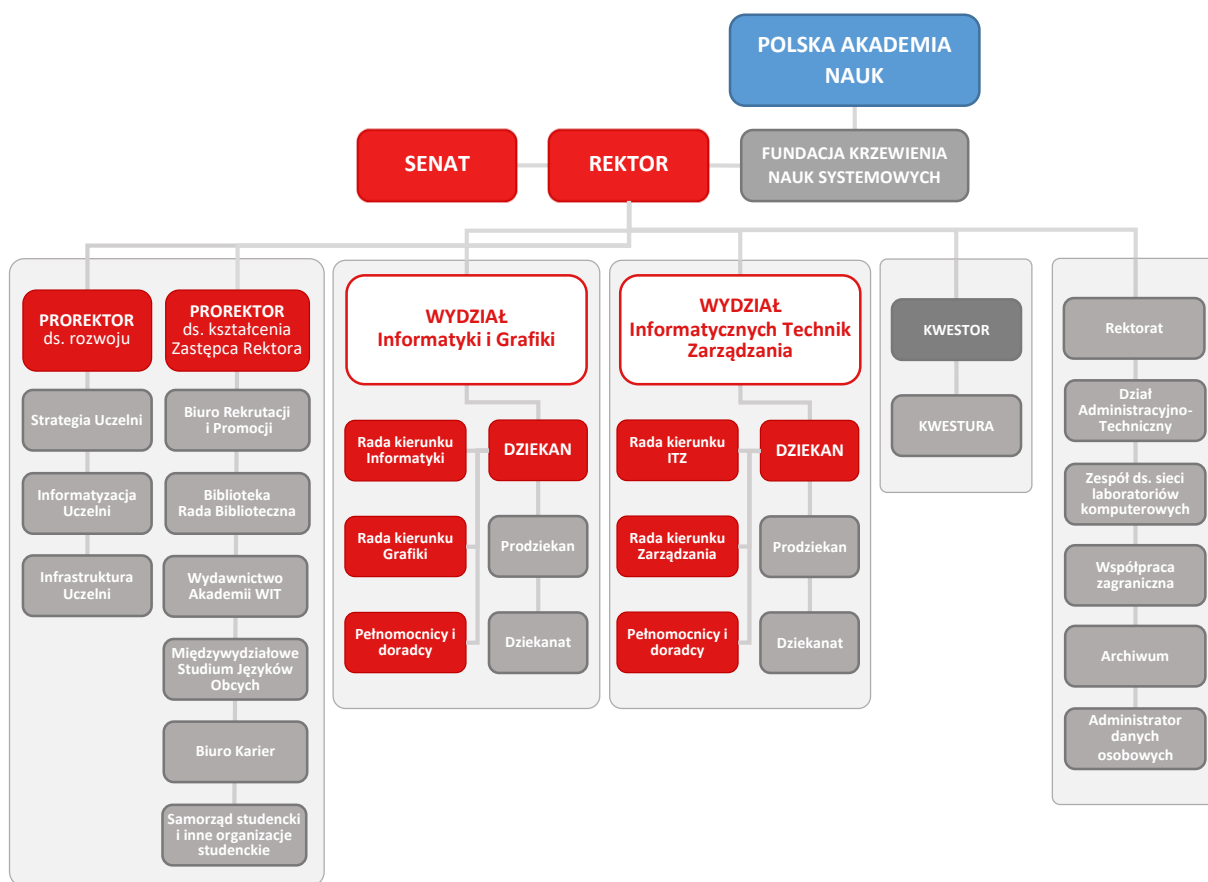 POLSKA AKADEMIA
NAUK
SENAT
REKTOR
FUNDACJA KRZEWIENIA
NAUK SYSTEMOWYCH
PROREKTOR
ds. rozwoju
Strategia Uczelni
Informatyzacja
Uczelni
Infrastruktura
Uczelni
PROREKTOR
ds. kształcenia
Zastępca Rektora
Biuro Rekrutacji
i Promocji
Biblioteka
Rada Biblioteczna
Wydawnictwo
Akademii WIT
Międzywydziałowe
Studium Języków
Obcych
Biuro Karier
Samorząd studencki
i inne organizacje
studenckie
WYDZIAŁ
Informatyki i Grafiki
Rada kierunku
Informatyki
Rada kierunku
Grafiki
Pełnomocnicy i
doradcy
DZIEKAN
Prodziekan
Dziekanat
WYDZIAŁ
Informatycznych Technik
Zarządzania
Rada kierunku
ITZ
Rada kierunku
Zarządzania
Pełnomocnicy i
doradcy
DZIEKAN
Prodziekan
Dziekanat
KWESTOR
KWESTURA
Rektorat
Dział
Administracyjno-
Techniczny
Zespół ds. sieci
laboratoriów
komputerowych
Współpraca
zagraniczna
Archiwum
Administrator
danych
osobowych